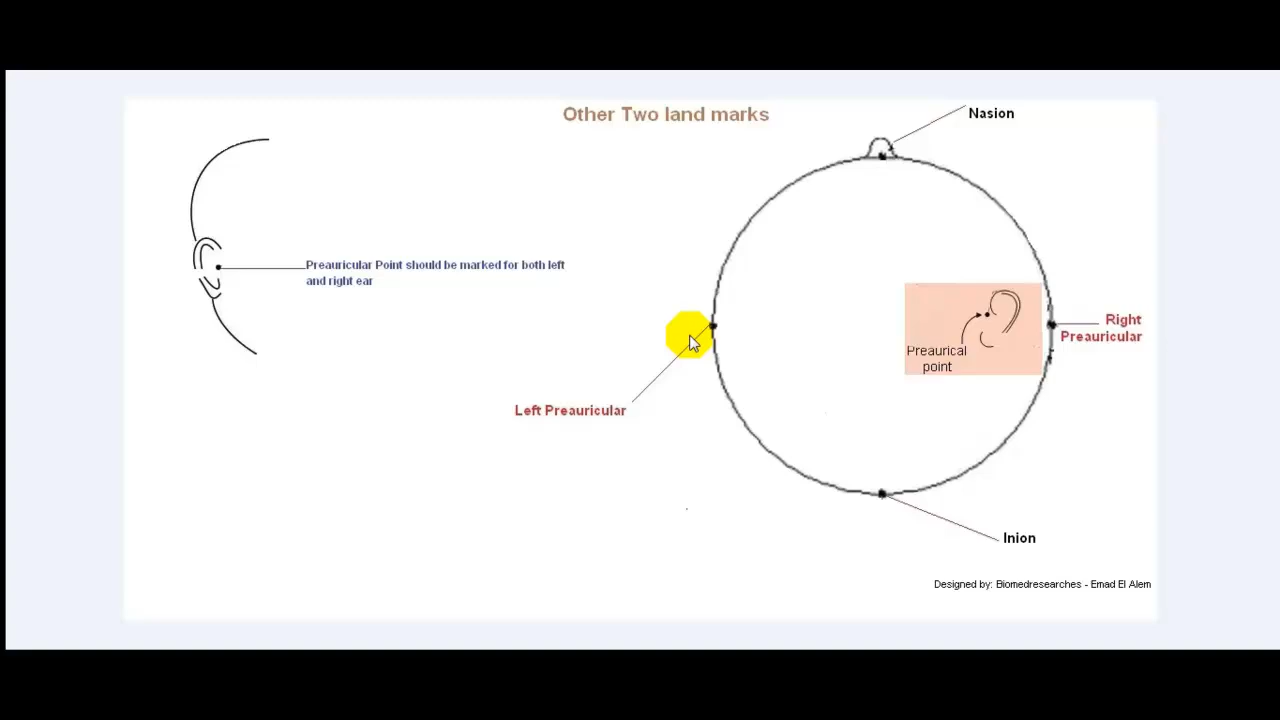 Other Two land marks
Nasion
Preauricular Point should be marked for both left
and right ear
Right
Preauricular
Preaurical
point
Left Preauricular
Inion
Designed by: Biomedresearches - Emad El Alem